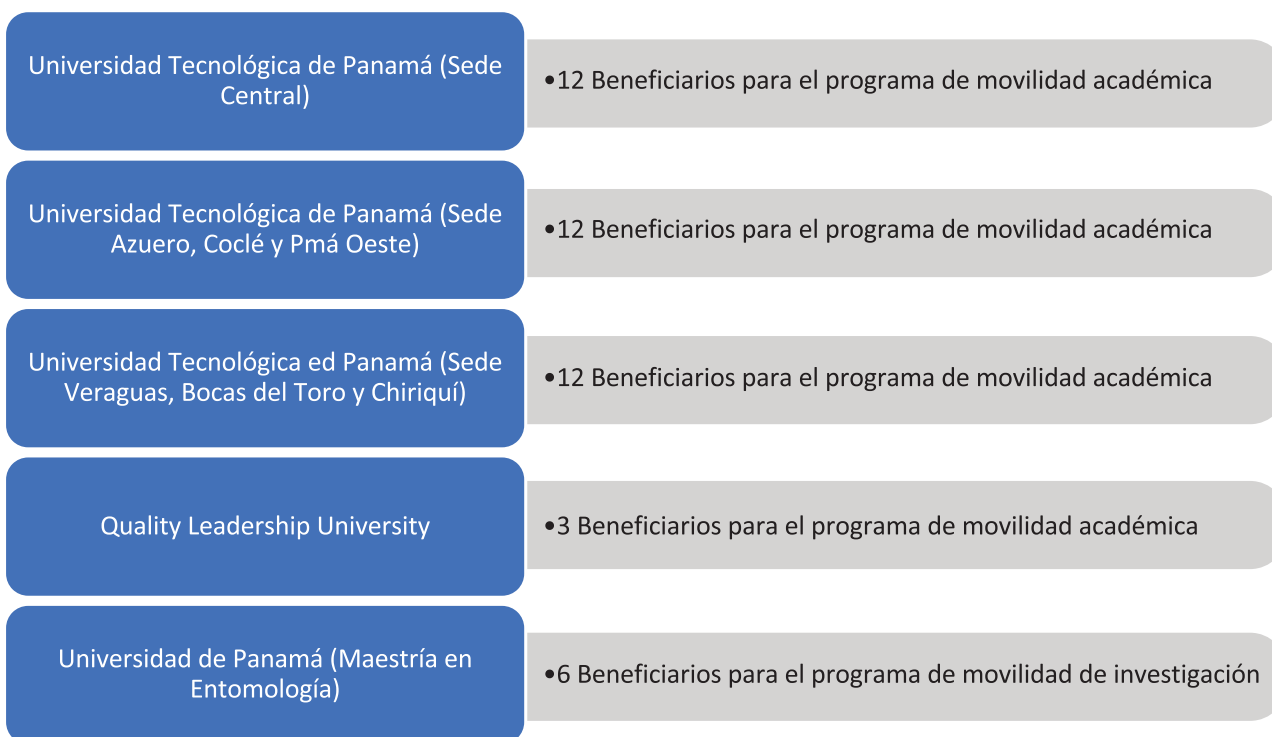 Universidad Tecnológica de Panamá (Sede
Central)
•12 Beneficiarios para el programa de movilidad académica
Universidad Tecnológica de Panamá (Sede
Azuero, Coclé y Pmá Oeste)
•12 Beneficiarios para el programa de movilidad académica
Universidad Tecnológica ed Panamá (Sede
Veraguas, Bocas del Toro y Chiriquí)
•12 Beneficiarios para el programa de movilidad académica
Quality Leadership University
•3 Beneficiarios para el programa de movilidad académica
Universidad de Panamá (Maestría en
Entomología)
•6 Beneficiarios para el programa de movilidad de investigación